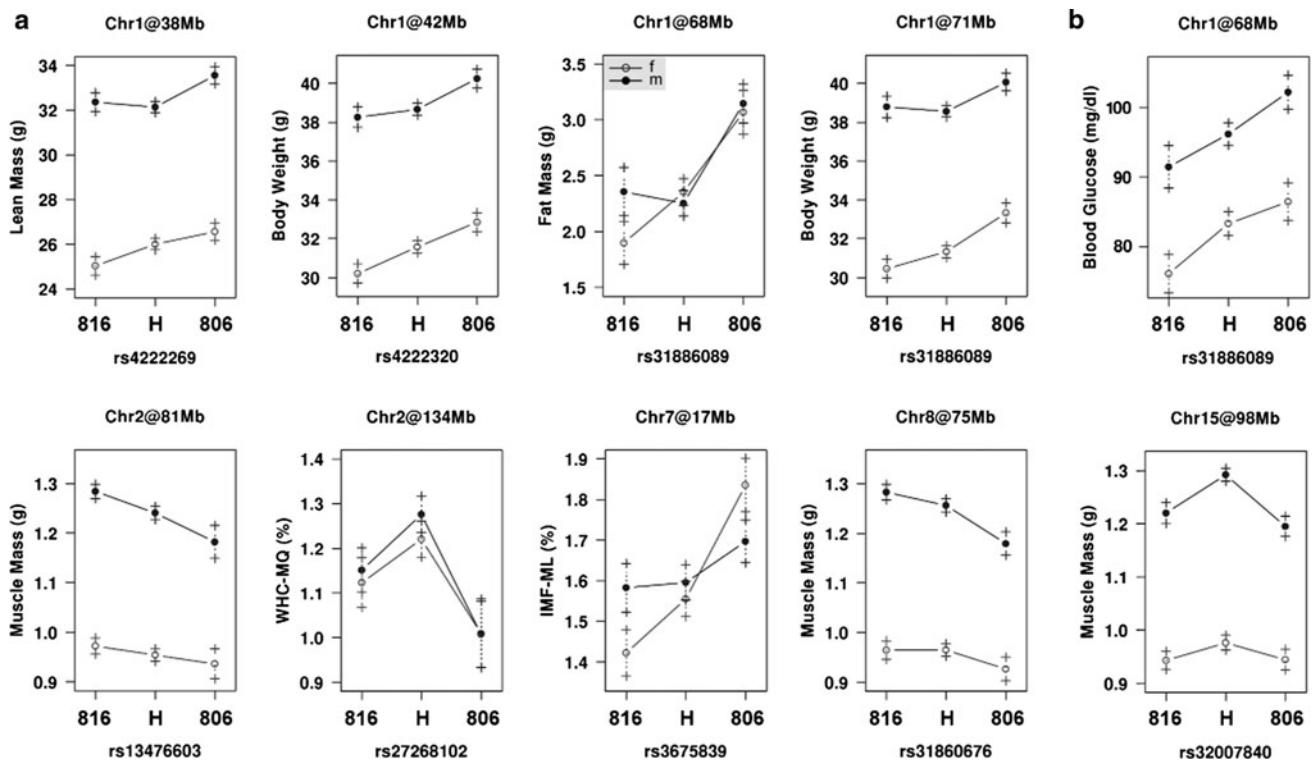 a
Chr1@38Mb
Lean Mass (g)
34
32
30
28
26
24
816 H 806
rs4222269
Chr1@42Mb
Body Weight (g)
40
38
36
34
32
30
816 H 806
rs4222320
Chr1@68Mb
Fat Mass (g)
3.5
3.0
2.5
2.0
1.5
f
m
816 H 806
rs31886089
Chr1@71Mb
Body Weight (g)
40
38
36
34
32
30
816 H 806
rs31886089
b
Chr1@68Mb
Blood Glucose (mg/dl)
100
90
80
816 H 806
rs31886089
Chr2@81Mb
Muscle Mass (g)
1.3
1.2
1.1
1.0
0.9
816 H 806
rs13476603
Chr2@134Mb
WHC-MQ (%)
1.4
1.3
1.2
1.1
1.0
0.9
816 H 806
rs27268102
Chr7@17Mb
IMF-ML (%)
1.9
1.8
1.7
1.6
1.5
1.4
816 H 806
rs3675839
Chr8@75Mb
Muscle Mass (g)
1.3
1.2
1.1
1.0
0.9
816 H 806
rs31860676
Chr15@98Mb
Muscle Mass (g)
1.3
1.2
1.1
1.0
0.9
816 H 806
rs32007840